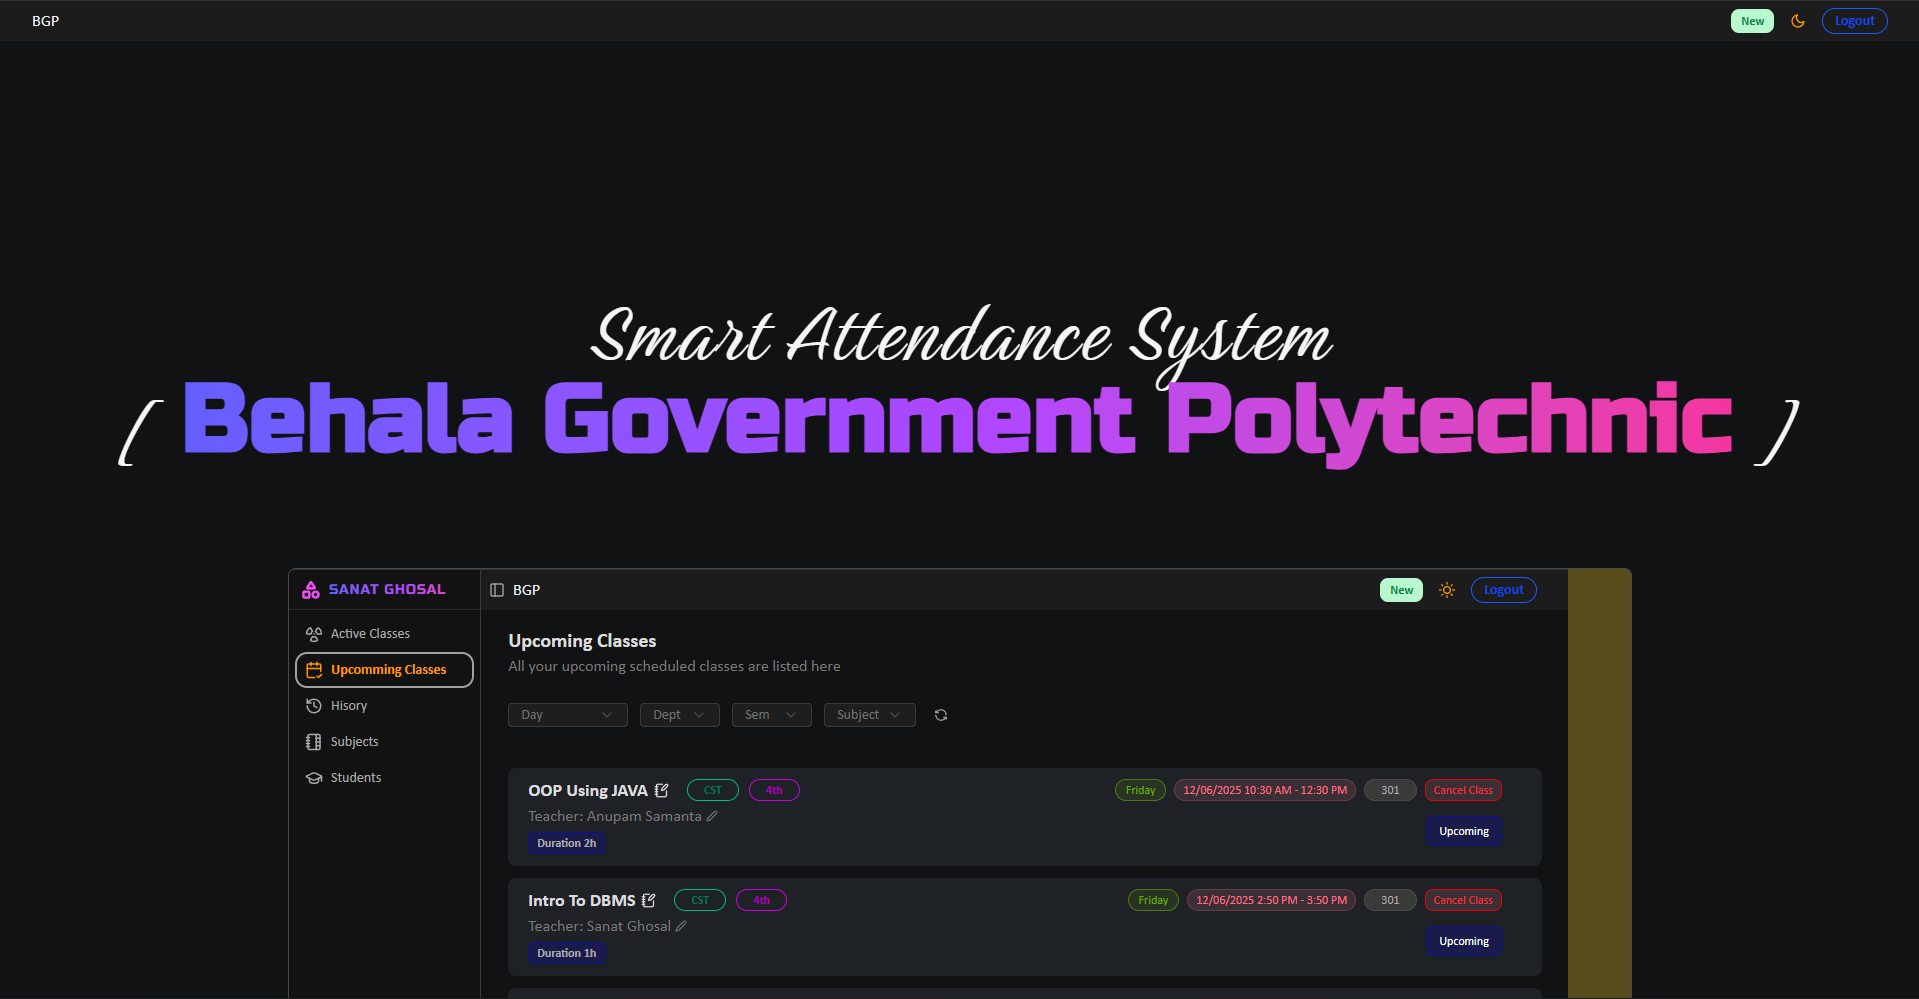 BGP
New
Logout
Smart Attendance System
( Behala Government Polytechnic )
SANAT GHOSAL
BGP
New
Logout
Active Classes
Upcomming Classes
Hisory
Subjects
Students
Upcoming Classes
All your upcoming scheduled classes are listed here
Day
Dept
Sem
Subject
OOP Using JAVA
CST
4th
Friday
12/06/2025 10:30 AM - 12:30 PM
301
Cancel Class
Teacher: Anupam Samanta
Upcoming
Duration 2h
Intro To DBMS
CST
4th
Friday
12/06/2025 2:50 PM - 3:50 PM
301
Cancel Class
Teacher: Sanat Ghosal
Upcoming
Duration 1h